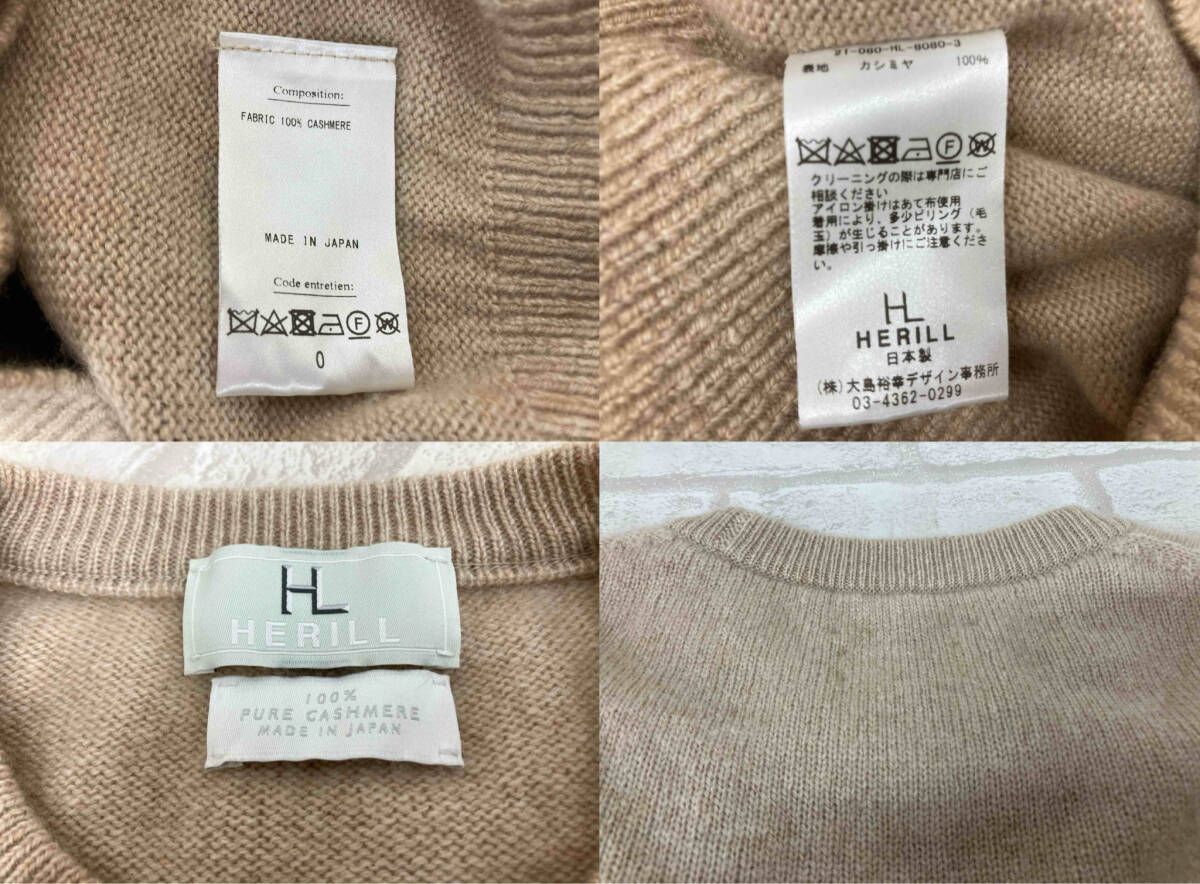 Composition:
FABRIC 100% CASHMERE
MADE IN JAPAN
Code entretien:
F W
0
21-080-HL-8080-3
表地 カシミヤ 100%
F W
クリーニングの際は専門店にご
相談ください
アイロン掛けはあて布使用
着用により、多少ピリング(毛
玉)が生じることがあります。
摩擦や引っ掛けにご注意くださ
い。
HL
HERILL
日本製
(株)大島裕幸デザイン事務所
03-4362-0299
HL
HERILL
100%
PURE CASHMERE
MADE IN JAPAN